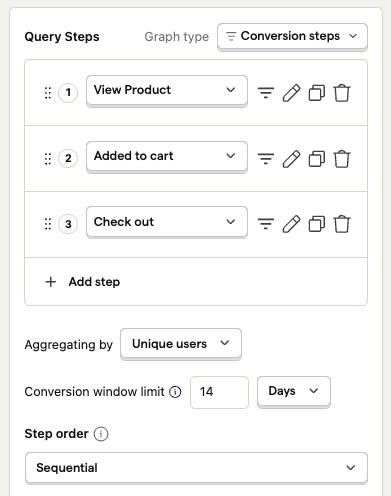 Query Steps Graph type Conversion steps
1 View Product
2 Added to cart
3 Check out
+ Add step
Aggregating by Unique users
Conversion window limit 14 Days
Step order
Sequential